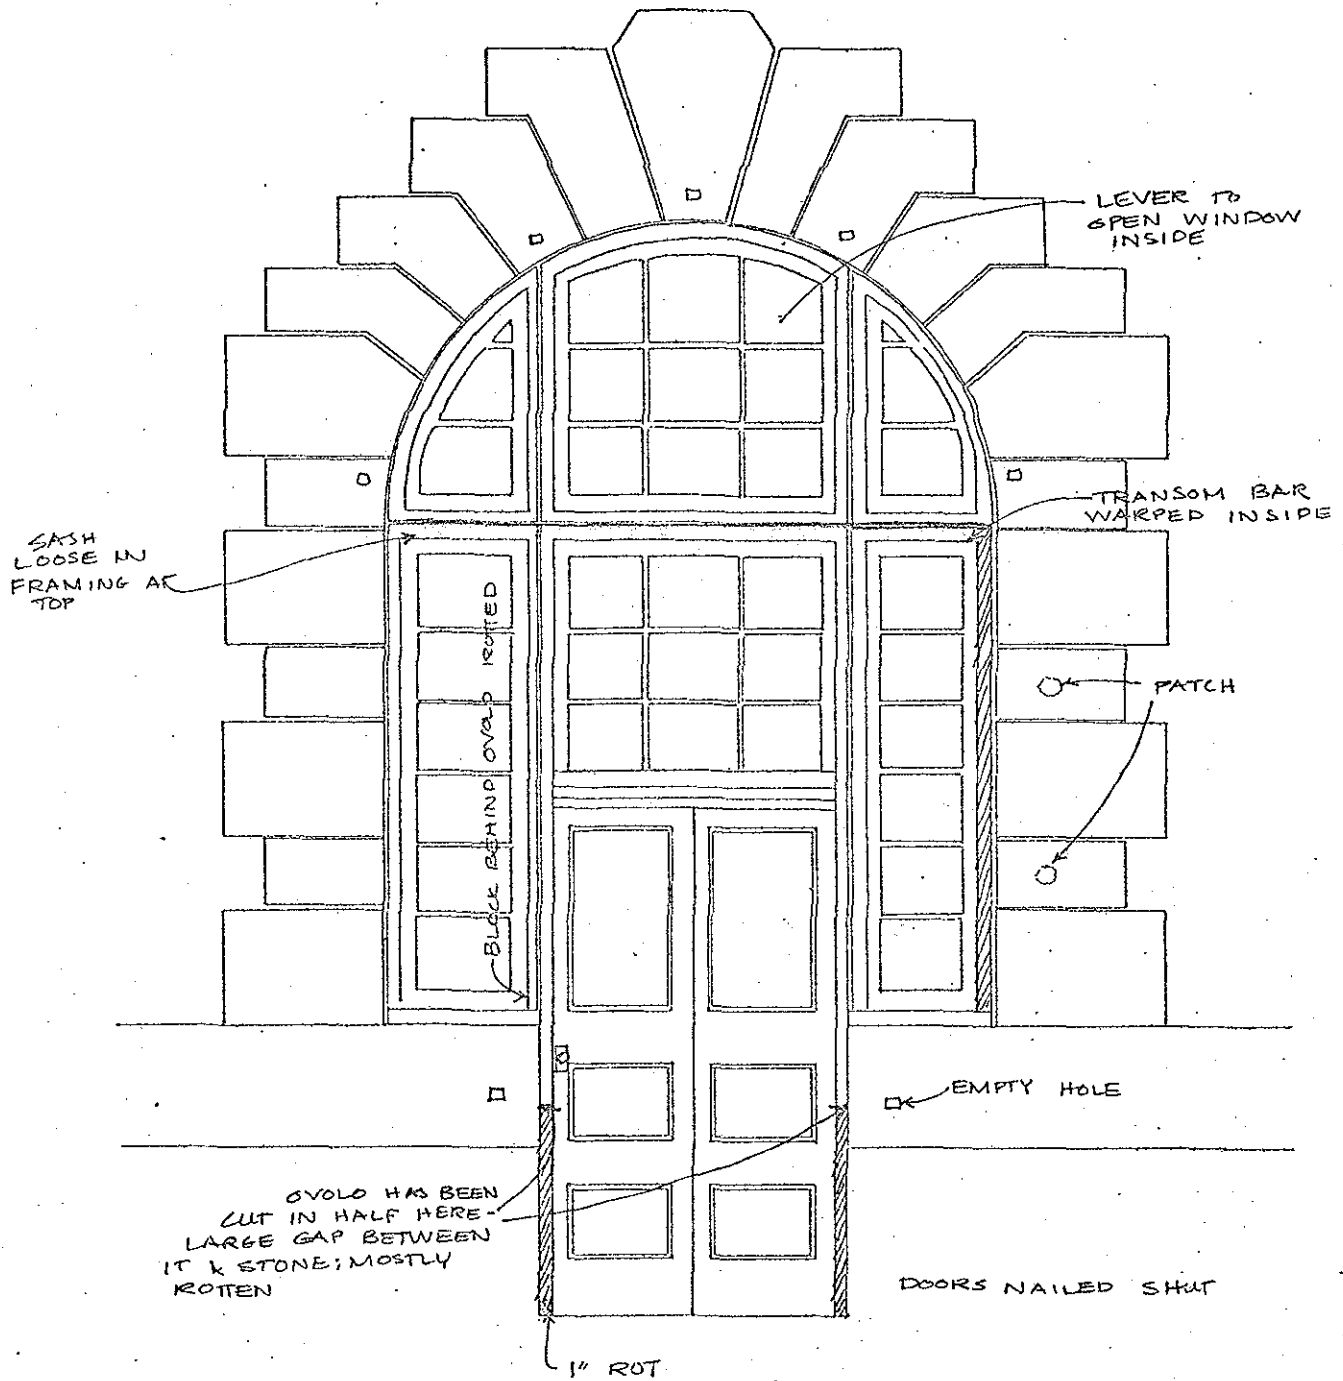 LEVER TO
OPEN WINDOW
INSIDE
TRANSOM BAR
WARPED INSIDE
SASH
LOOSE IN
FRAMING AT
TOP
BLOCK BEHIND OVOLO ROTTED
PATCH
EMPTY HOLE
OVOLO HAS BEEN
CUT IN HALF HERE-
LARGE GAP BETWEEN
IT & STONE; MOSTLY
ROTTEN
DOORS NAILED SHUT
1" ROT